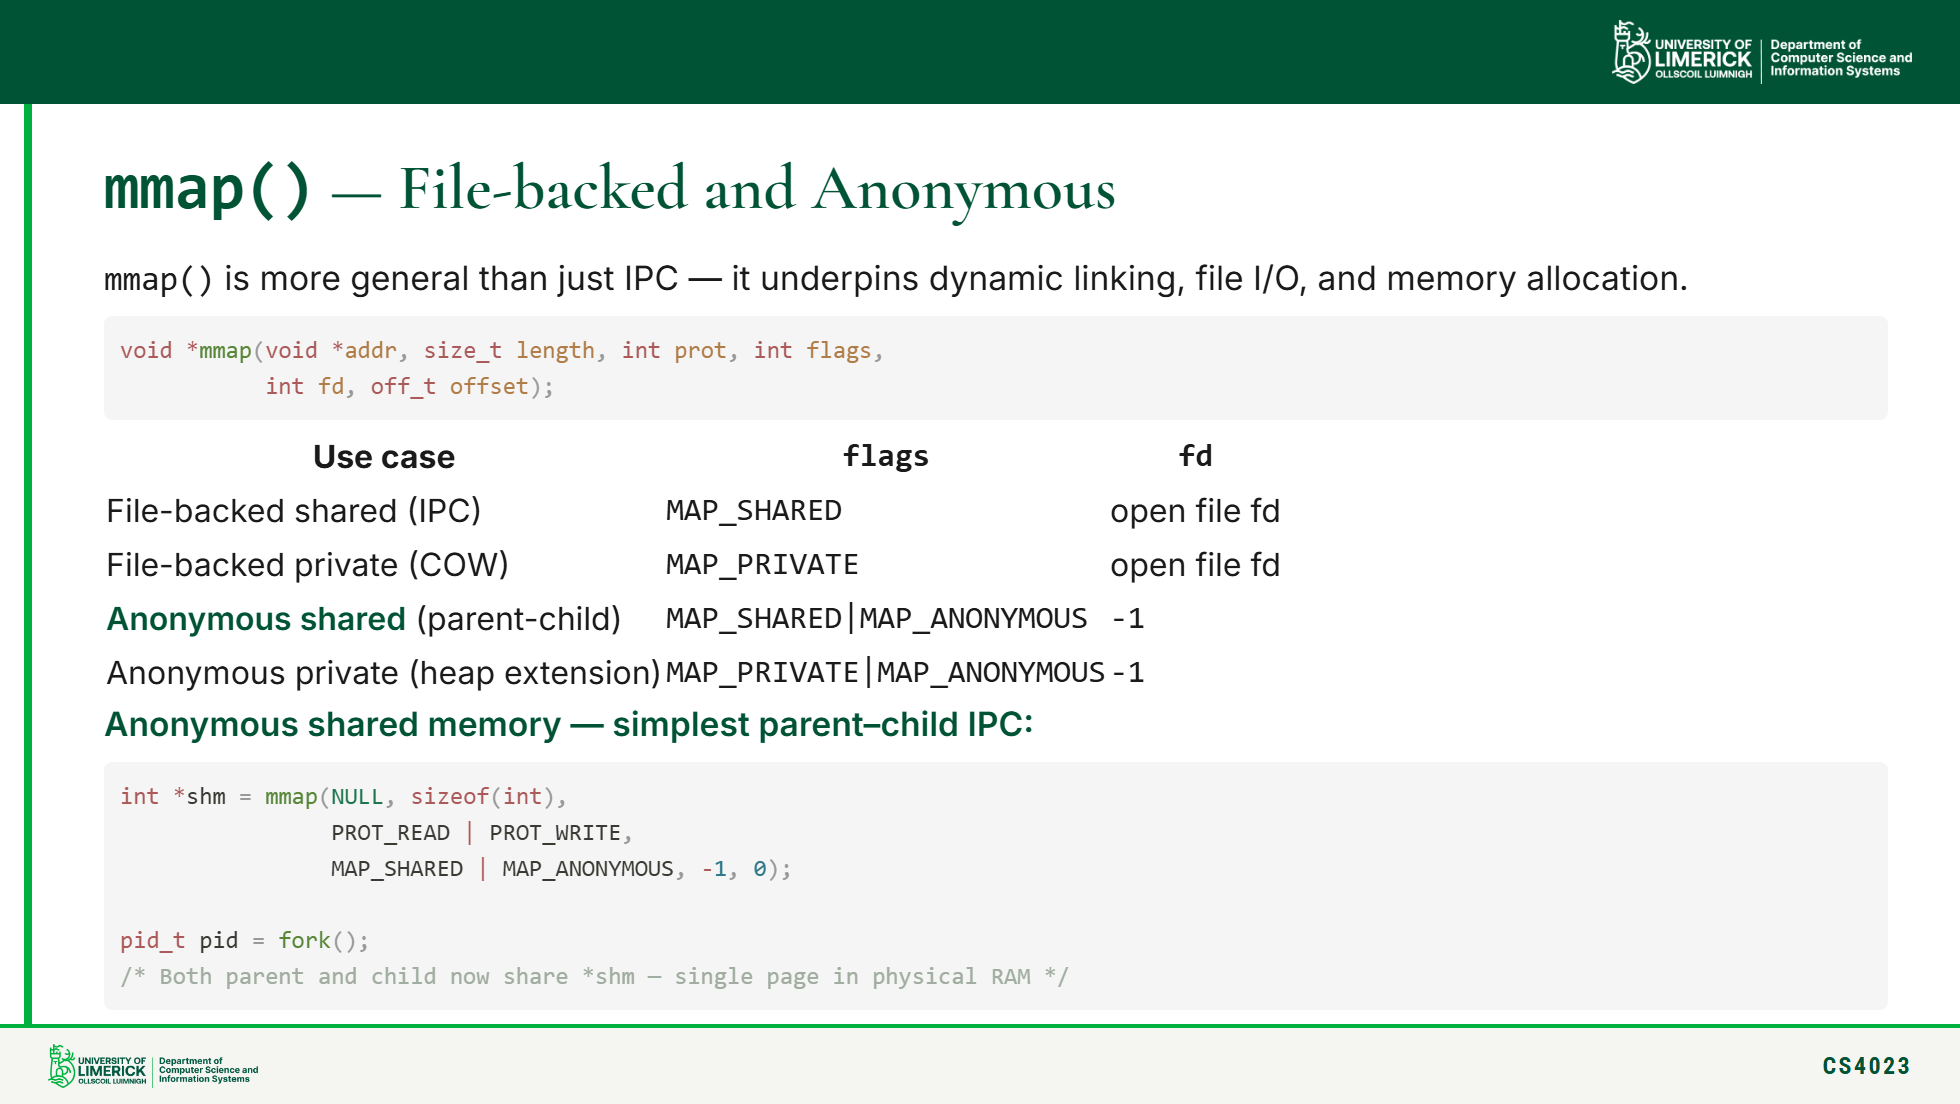 UNIVERSITY OF
LIMERICK
OLLSCOIL LUIMNIGH
Department of
Computer Science and
Information Systems
mmap() — File-backed and Anonymous
mmap() is more general than just IPC — it underpins dynamic linking, file I/O, and memory allocation.
void *mmap(void *addr, size_t length, int prot, int flags,
int fd, off_t offset);
Use case flags fd
File-backed shared (IPC) MAP_SHARED open file fd
File-backed private (COW) MAP_PRIVATE open file fd
Anonymous shared (parent-child) MAP_SHARED|MAP_ANONYMOUS -1
Anonymous private (heap extension) MAP_PRIVATE|MAP_ANONYMOUS -1
Anonymous shared memory — simplest parent–child IPC:
int *shm = mmap(NULL, sizeof(int),
PROT_READ | PROT_WRITE,
MAP_SHARED | MAP_ANONYMOUS, -1, 0);
pid_t pid = fork();
/* Both parent and child now share *shm — single page in physical RAM */
UNIVERSITY OF
LIMERICK
OLLSCOIL LUIMNIGH
Department of
Computer Science and
Information Systems
CS4023